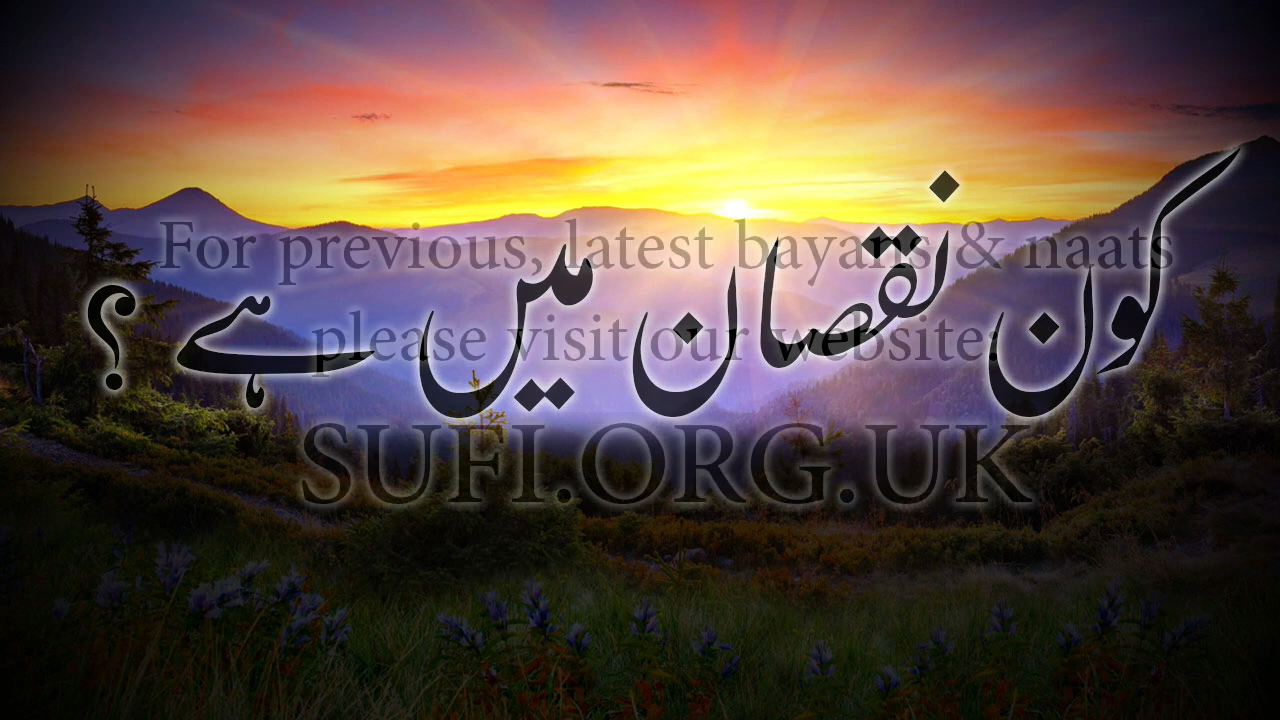 For previous, latest bayans & naats
کون نقصان میں ہے؟
please visit our website:
SUFI.ORG.UK